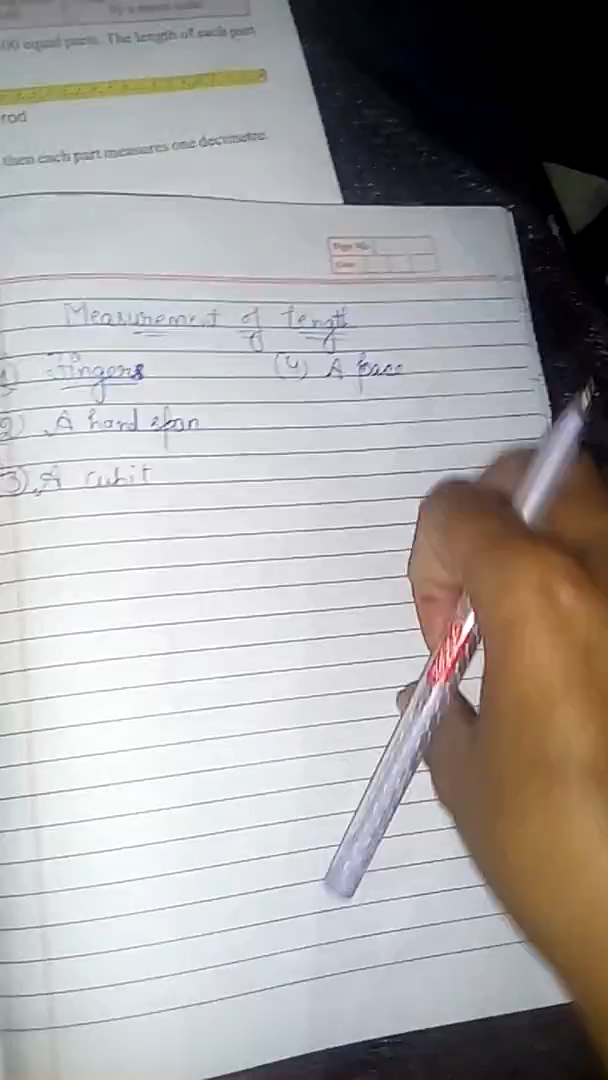 00 equal parts. The length of each part
rod
then each part measures one decimetre.
Page No.
Date
Measurement of length
1) Fingers
(4) A pace
2) A hand span
3) A cubit